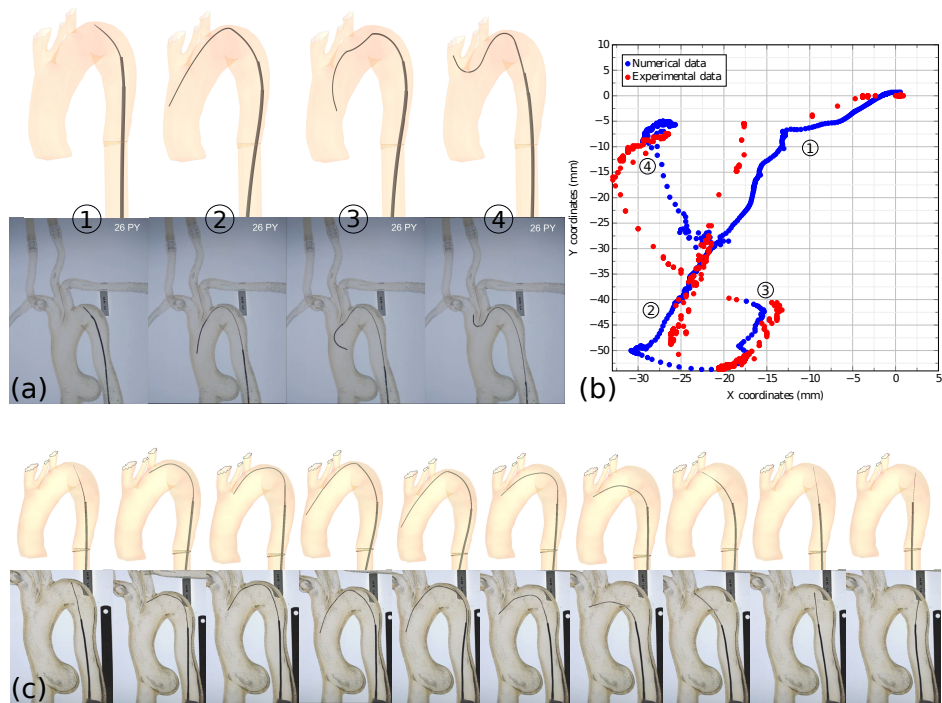 ① ② ③ ④
26 PY 26 PY 26 PY 26 PY
(a)
10
5
0
−5
−10
−15
−20
−25
−30
−35
−40
−45
−50
Y coordinates (mm)
Numerical data
Experimental data
①
④
③
②
−30 −25 −20 −15 −10 −5 0 5
X coordinates (mm)
(b)
(c)